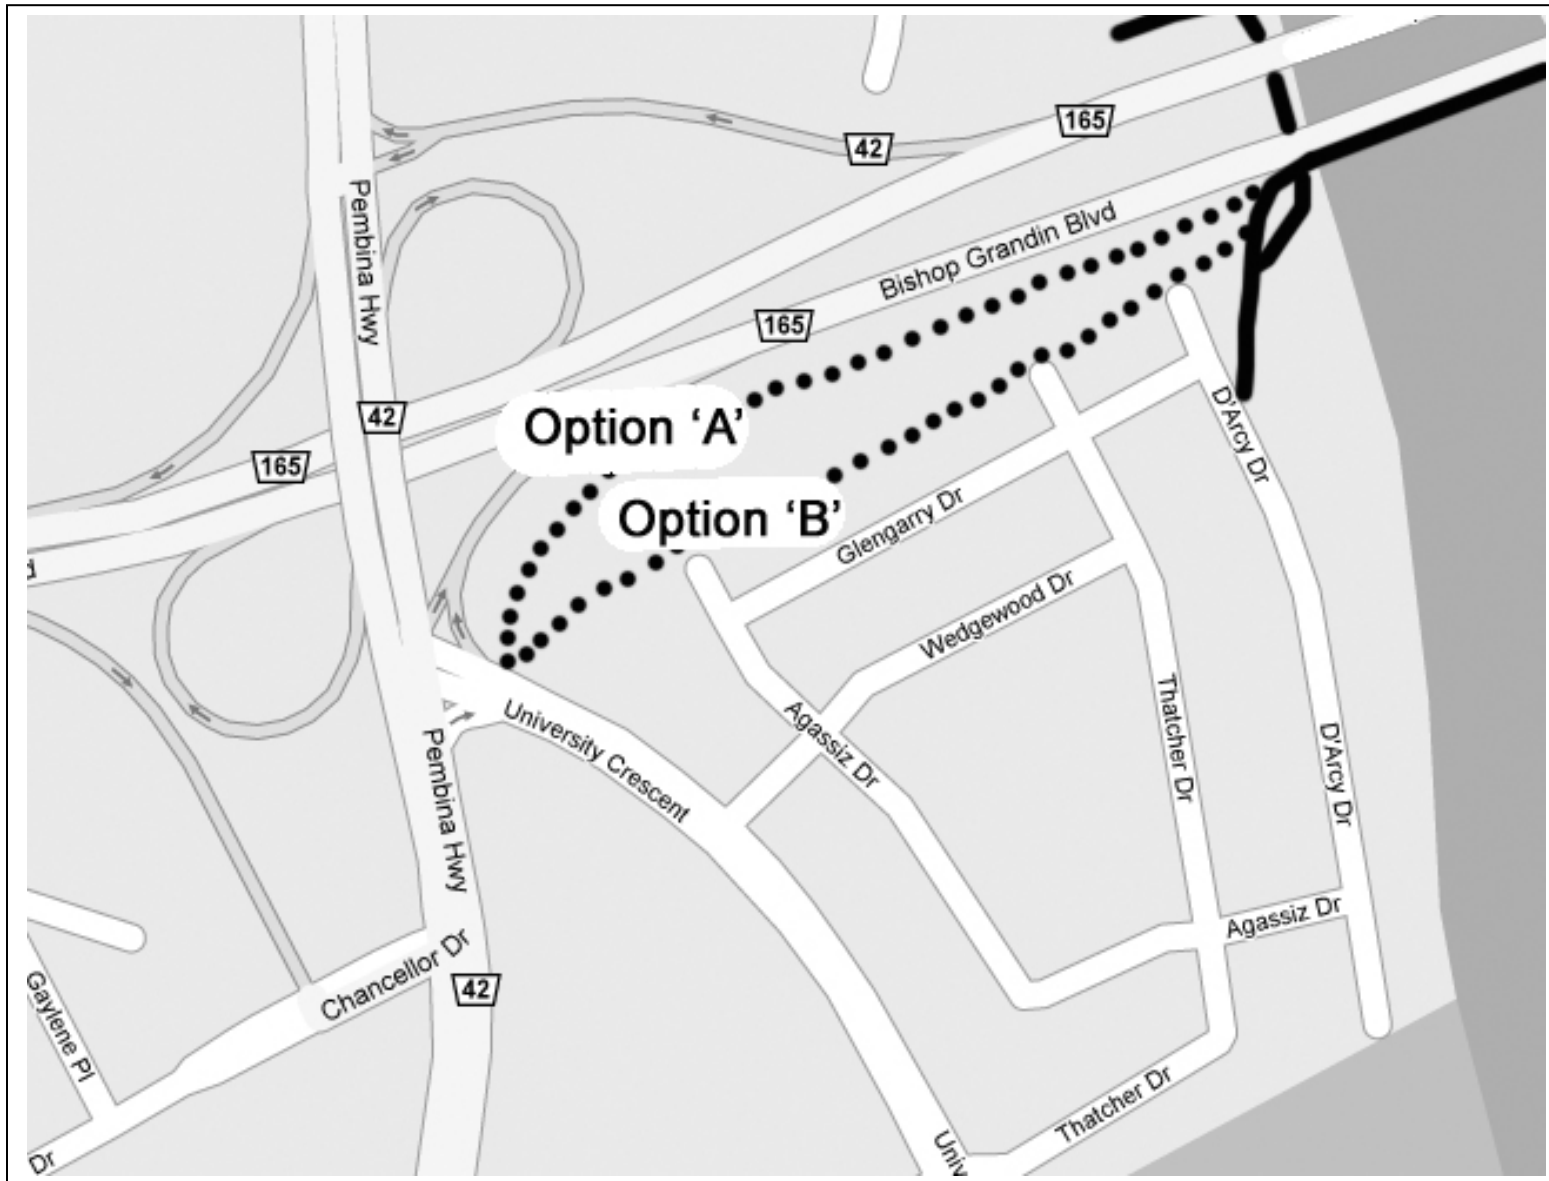 165
42
Pembina Hwy
Bishop Grandin Blvd
165
42
165
Option ‘A’
Option ‘B’
D'Arcy Dr
Glengarry Dr
d
Wedgewood Dr
Thatcher Dr
University Crescent
Agassiz Dr
D'Arcy Dr
Pembina Hwy
Agassiz Dr
Chancellor Dr
42
Gaylene Pl
Thatcher Dr
Univ
Dr